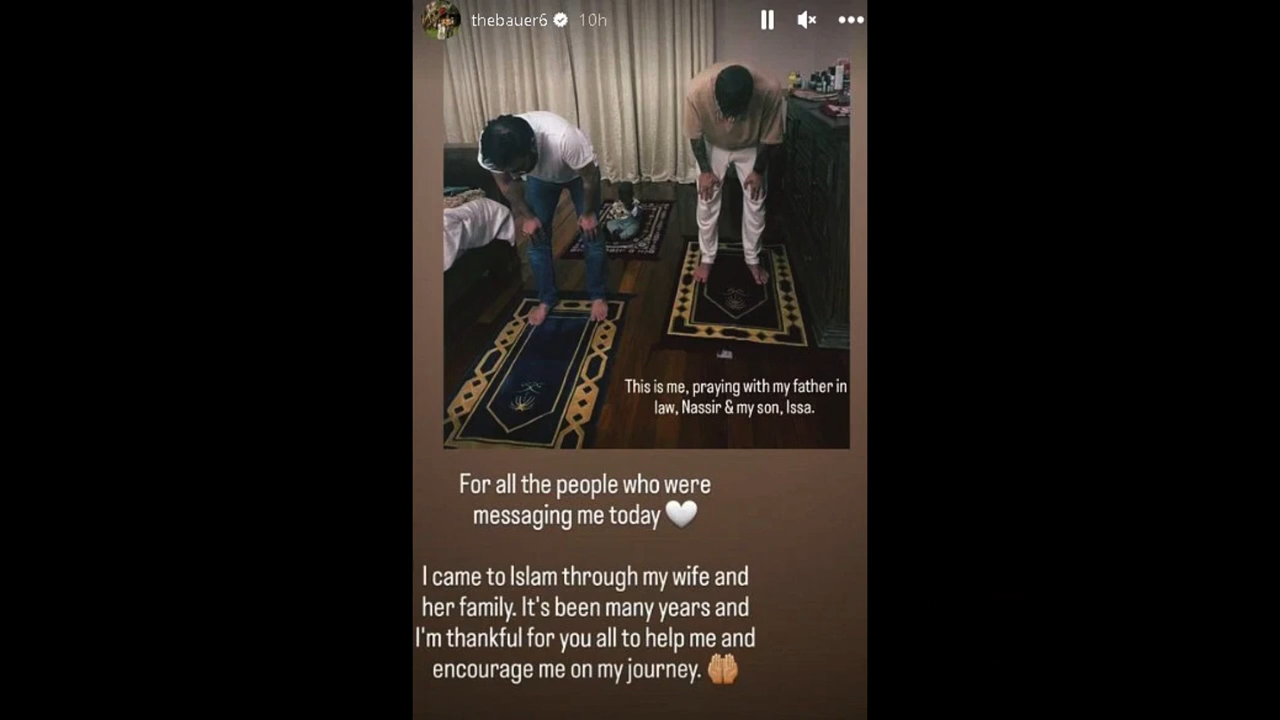 thebauer6 10h
This is me, praying with my father in
law, Nassir & my son, Issa.
For all the people who were
messaging me today 🤍
I came to Islam through my wife and
her family. It's been many years and
I'm thankful for you all to help me and
encourage me on my journey. 🤲🏼